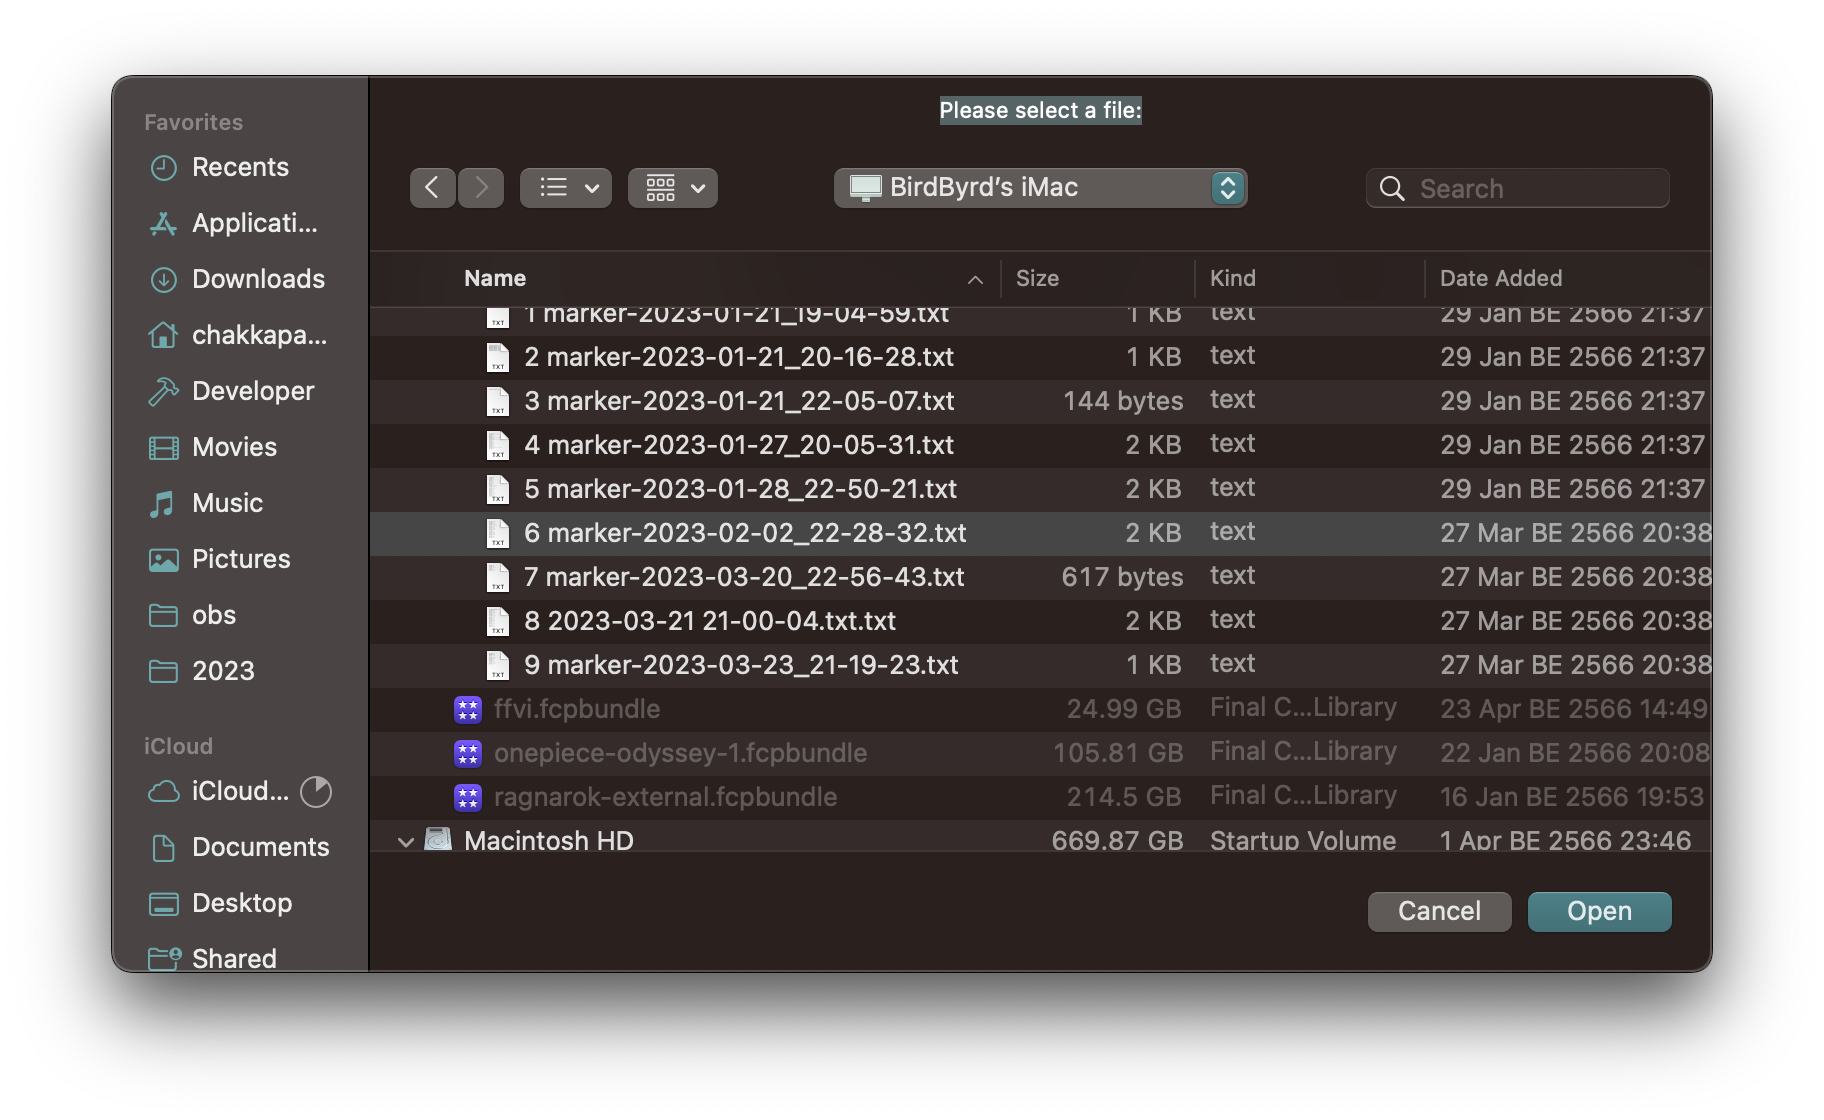 Favorites
Recents
Applicati...
Downloads
chakkapa...
Developer
Movies
Music
Pictures
obs
2023
iCloud
iCloud...
Documents
Desktop
Shared
Please select a file:
BirdByrd’s iMac
Search
Name Size Kind Date Added
1 marker-2023-01-21_19-04-59.txt 1 KB text 29 Jan BE 2566 21:37
2 marker-2023-01-21_20-16-28.txt 1 KB text 29 Jan BE 2566 21:37
3 marker-2023-01-21_22-05-07.txt 144 bytes text 29 Jan BE 2566 21:37
4 marker-2023-01-27_20-05-31.txt 2 KB text 29 Jan BE 2566 21:37
5 marker-2023-01-28_22-50-21.txt 2 KB text 29 Jan BE 2566 21:37
6 marker-2023-02-02_22-28-32.txt 2 KB text 27 Mar BE 2566 20:38
7 marker-2023-03-20_22-56-43.txt 617 bytes text 27 Mar BE 2566 20:38
8 2023-03-21 21-00-04.txt.txt 2 KB text 27 Mar BE 2566 20:38
9 marker-2023-03-23_21-19-23.txt 1 KB text 27 Mar BE 2566 20:38
ffvi.fcpbundle 24.99 GB Final C...Library 23 Apr BE 2566 14:49
onepiece-odyssey-1.fcpbundle 105.81 GB Final C...Library 22 Jan BE 2566 20:08
ragnarok-external.fcpbundle 214.5 GB Final C...Library 16 Jan BE 2566 19:53
Macintosh HD 669.87 GB Startup Volume 1 Apr BE 2566 23:46
Cancel Open